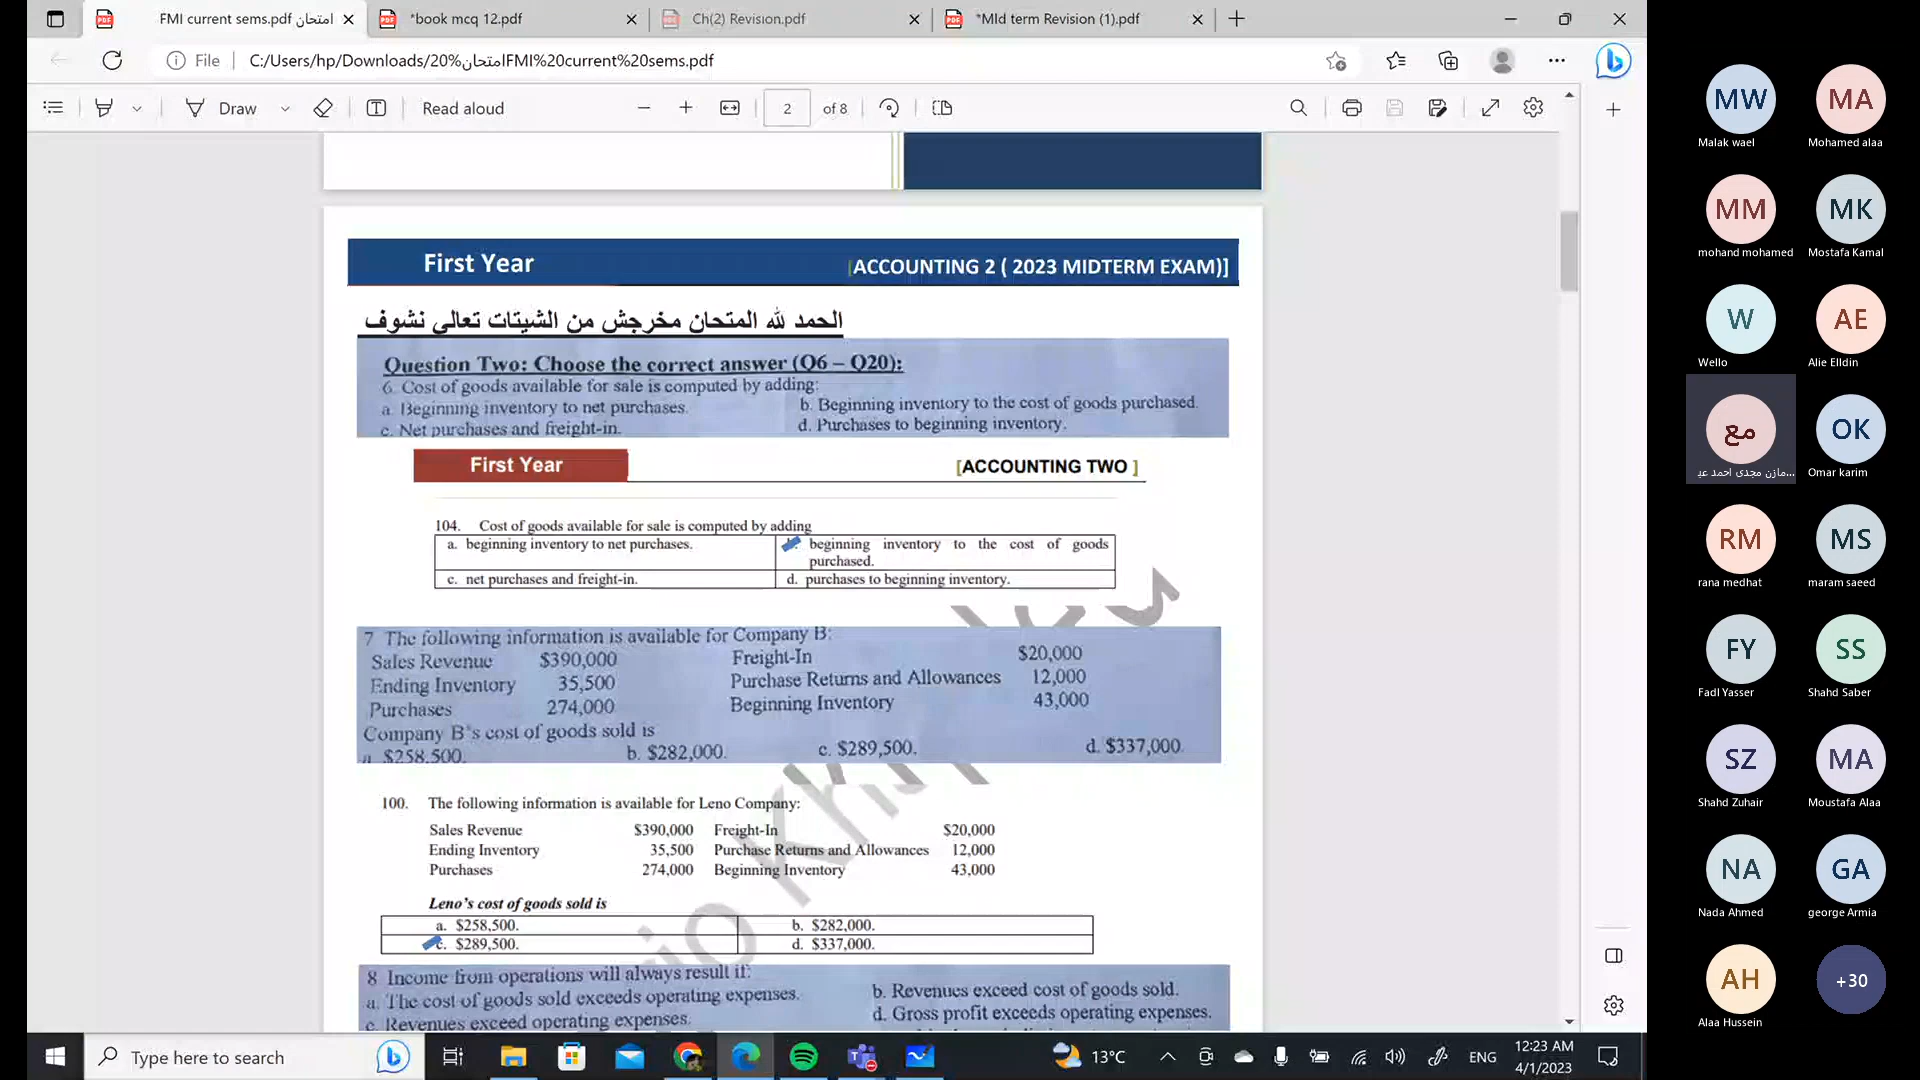 FMI current sems.pdf امتحان
*book mcq 12.pdf
Ch(2) Revision.pdf
*MId term Revision (1).pdf
File
C:/Users/hp/Downloads/20%امتحانFMI%20current%20sems.pdf
Draw
Read aloud
2
of 8
First Year
[ACCOUNTING 2 ( 2023 MIDTERM EXAM)]
الحمد لله المتحان مخرجش من الشيتات تعالي نشوف
Question Two: Choose the correct answer (Q6 – Q20):
6. Cost of goods available for sale is computed by adding:
a. Beginning inventory to net purchases. b. Beginning inventory to the cost of goods purchased.
c. Net purchases and freight-in. d. Purchases to beginning inventory.
First Year
[ACCOUNTING TWO ]
104. Cost of goods available for sale is computed by adding
a. beginning inventory to net purchases. beginning inventory to the cost of goods
purchased.
c. net purchases and freight-in. d. purchases to beginning inventory.
7 The following information is available for Company B:
Sales Revenue $390,000 Freight-In $20,000
Ending Inventory 35,500 Purchase Returns and Allowances 12,000
Purchases 274,000 Beginning Inventory 43,000
Company B's cost of goods sold is
a $258,500. b. $282,000. c. $289,500. d. $337,000.
100. The following information is available for Leno Company:
Sales Revenue $390,000 Freight-In $20,000
Ending Inventory 35,500 Purchase Returns and Allowances 12,000
Purchases 274,000 Beginning Inventory 43,000
Leno's cost of goods sold is
a. $258,500. b. $282,000.
c. $289,500. d. $337,000.
8 Income from operations will always result if:
a. The cost of goods sold exceeds operating expenses. b. Revenues exceed cost of goods sold.
c. Revenues exceed operating expenses. d. Gross profit exceeds operating expenses.
Type here to search
13°C
ENG
12:23 AM
4/1/2023
MW
Malak wael
MA
Mohamed alaa
MM
mohand mohamed
MK
Mostafa Kamal
W
Wello
AE
Alie Elldin
مع
مازن مجدى احمد عبد...
OK
Omar karim
RM
rana medhat
MS
maram saeed
FY
Fadl Yasser
SS
Shahd Saber
SZ
Shahd Zuhair
MA
Moustafa Alaa
NA
Nada Ahmed
GA
george Armia
AH
Alaa Hussein
+30